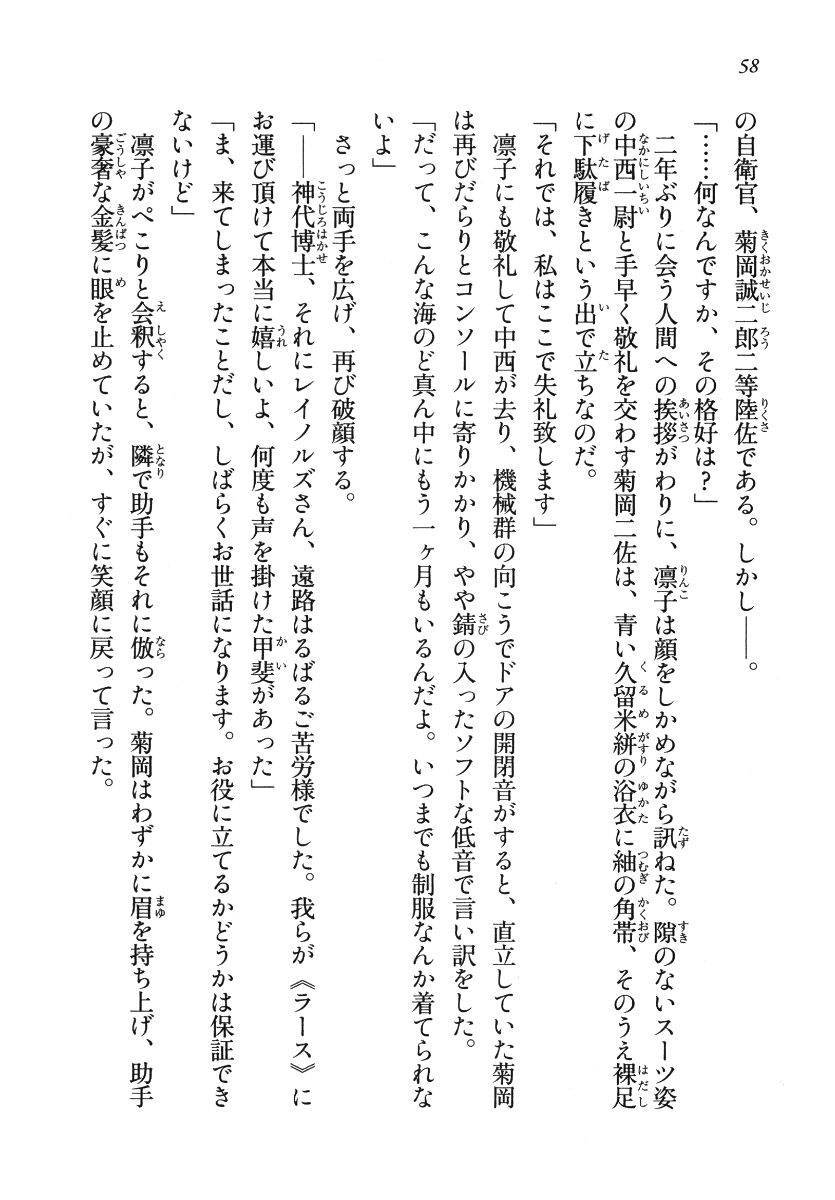 58
の自衛官、菊岡誠二郎二等陸佐である。しかし――。
「……何なんですか、その格好は？」
二年ぶりに会う人間への挨拶がわりに、凛子は顔をしかめながら訊ねた。隙のないスーツ姿
の中西一尉と手早く敬礼を交わす菊岡二佐は、青い久留米絣の浴衣に紬の角帯、そのうえ裸足
に下駄履きという出で立ちなのだ。
「それでは、私はここで失礼致します」
凛子にも敬礼して中西が去り、機械群の向こうでドアの開閉音がすると、直立していた菊岡
は再びだらりとコンソールに寄りかかり、やや錆の入ったソフトな低音で言い訳をした。
「だって、こんな海のど真ん中にもう一ヶ月もいるんだよ。いつまでも制服なんか着てられな
いよ」
さっと両手を広げ、再び破顔する。
「――神代博士、それにレイノルズさん、遠路はるばるご苦労様でした。我らが《ラース》に
お運び頂けて本当に嬉しいよ、何度も声を掛けた甲斐があった」
「ま、来てしまったことだし、しばらくお世話になります。お役に立てるかどうかは保証でき
ないけど」
凛子がぺこりと会釈すると、隣で助手もそれに倣った。菊岡はわずかに眉を持ち上げ、助手
の豪奢な金髪に眼を止めていたが、すぐに笑顔に戻って言った。